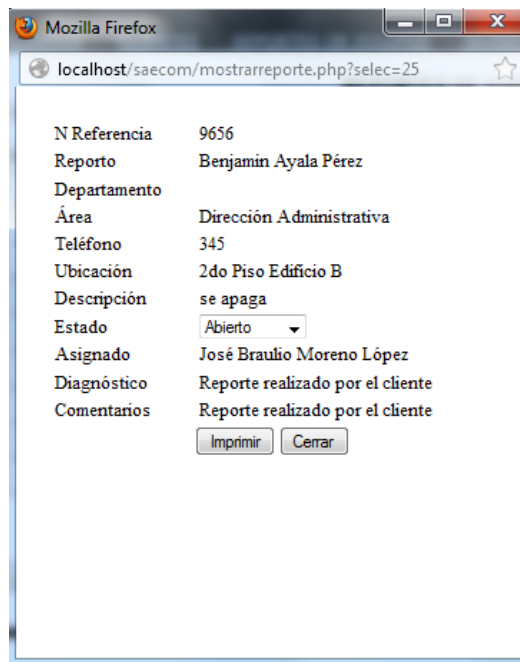 Mozilla Firefox
localhost/saecom/mostrarreporte.php?selec=25
N Referencia 9656
Reporto Benjamin Ayala Pérez
Departamento
Área Dirección Administrativa
Teléfono 345
Ubicación 2do Piso Edificio B
Descripción se apaga
Estado Abierto
Asignado José Braulio Moreno López
Diagnóstico Reporte realizado por el cliente
Comentarios Reporte realizado por el cliente
Imprimir Cerrar